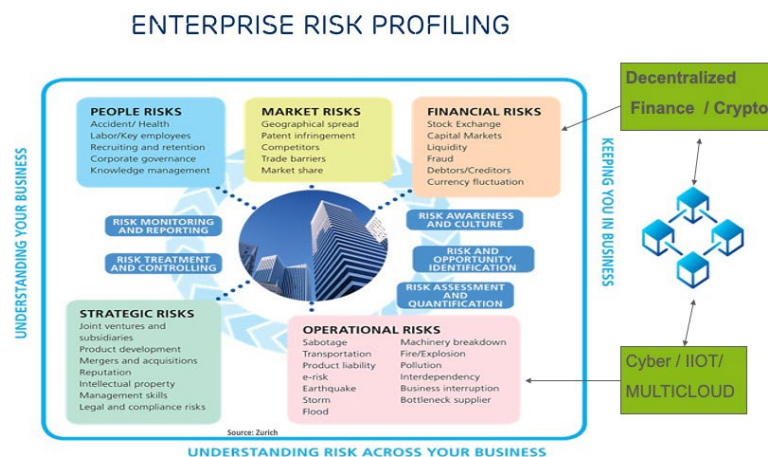 ENTERPRISE RISK PROFILING
UNDERSTANDING YOUR BUSINESS
PEOPLE RISKS
Accident/ Health
Labor/Key employees
Recruiting and retention
Corporate governance
Knowledge management
MARKET RISKS
Geographical spread
Patent infringement
Competitors
Trade barriers
Market share
FINANCIAL RISKS
Stock Exchange
Capital Markets
Liquidity
Fraud
Debtors/Creditors
Currency fluctuation
RISK MONITORING
AND REPORTING
RISK TREATMENT
AND CONTROLLING
RISK AWARENESS
AND CULTURE
RISK AND
OPPORTUNITY
IDENTIFICATION
RISK ASSESSMENT
AND
QUANTIFICATION
STRATEGIC RISKS
Joint ventures and
subsidiaries
Product development
Mergers and acquisitions
Reputation
Intellectual property
Management skills
Legal and compliance risks
OPERATIONAL RISKS
Sabotage
Transportation
Product liability
e-risk
Earthquake
Storm
Flood
Machinery breakdown
Fire/Explosion
Pollution
Interdependency
Business interruption
Bottleneck supplier
Source: Zurich
UNDERSTANDING RISK ACROSS YOUR BUSINESS
KEEPING YOU IN BUSINESS
Decentralized
Finance / Crypto
Cyber / IIOT/
MULTICLOUD